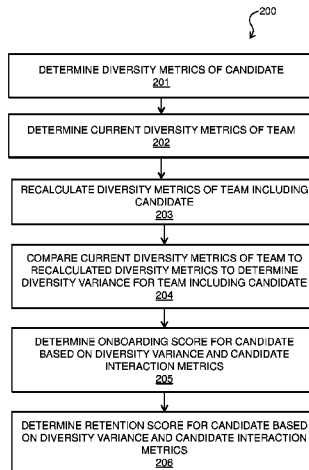 200
DETERMINE DIVERSITY METRICS OF CANDIDATE
201
DETERMINE CURRENT DIVERSITY METRICS OF TEAM
202
RECALCULATE DIVERSITY METRICS OF TEAM INCLUDING
CANDIDATE
203
COMPARE CURRENT DIVERSITY METRICS OF TEAM TO
RECALCULATED DIVERSITY METRICS TO DETERMINE
DIVERSITY VARIANCE FOR TEAM INCLUDING CANDIDATE
204
DETERMINE ONBOARDING SCORE FOR CANDIDATE
BASED ON DIVERSITY VARIANCE AND CANDIDATE
INTERACTION METRICS
205
DETERMINE RETENTION SCORE FOR CANDIDATE BASED
ON DIVERSITY VARIANCE AND CANDIDATE INTERACTION
METRICS
206